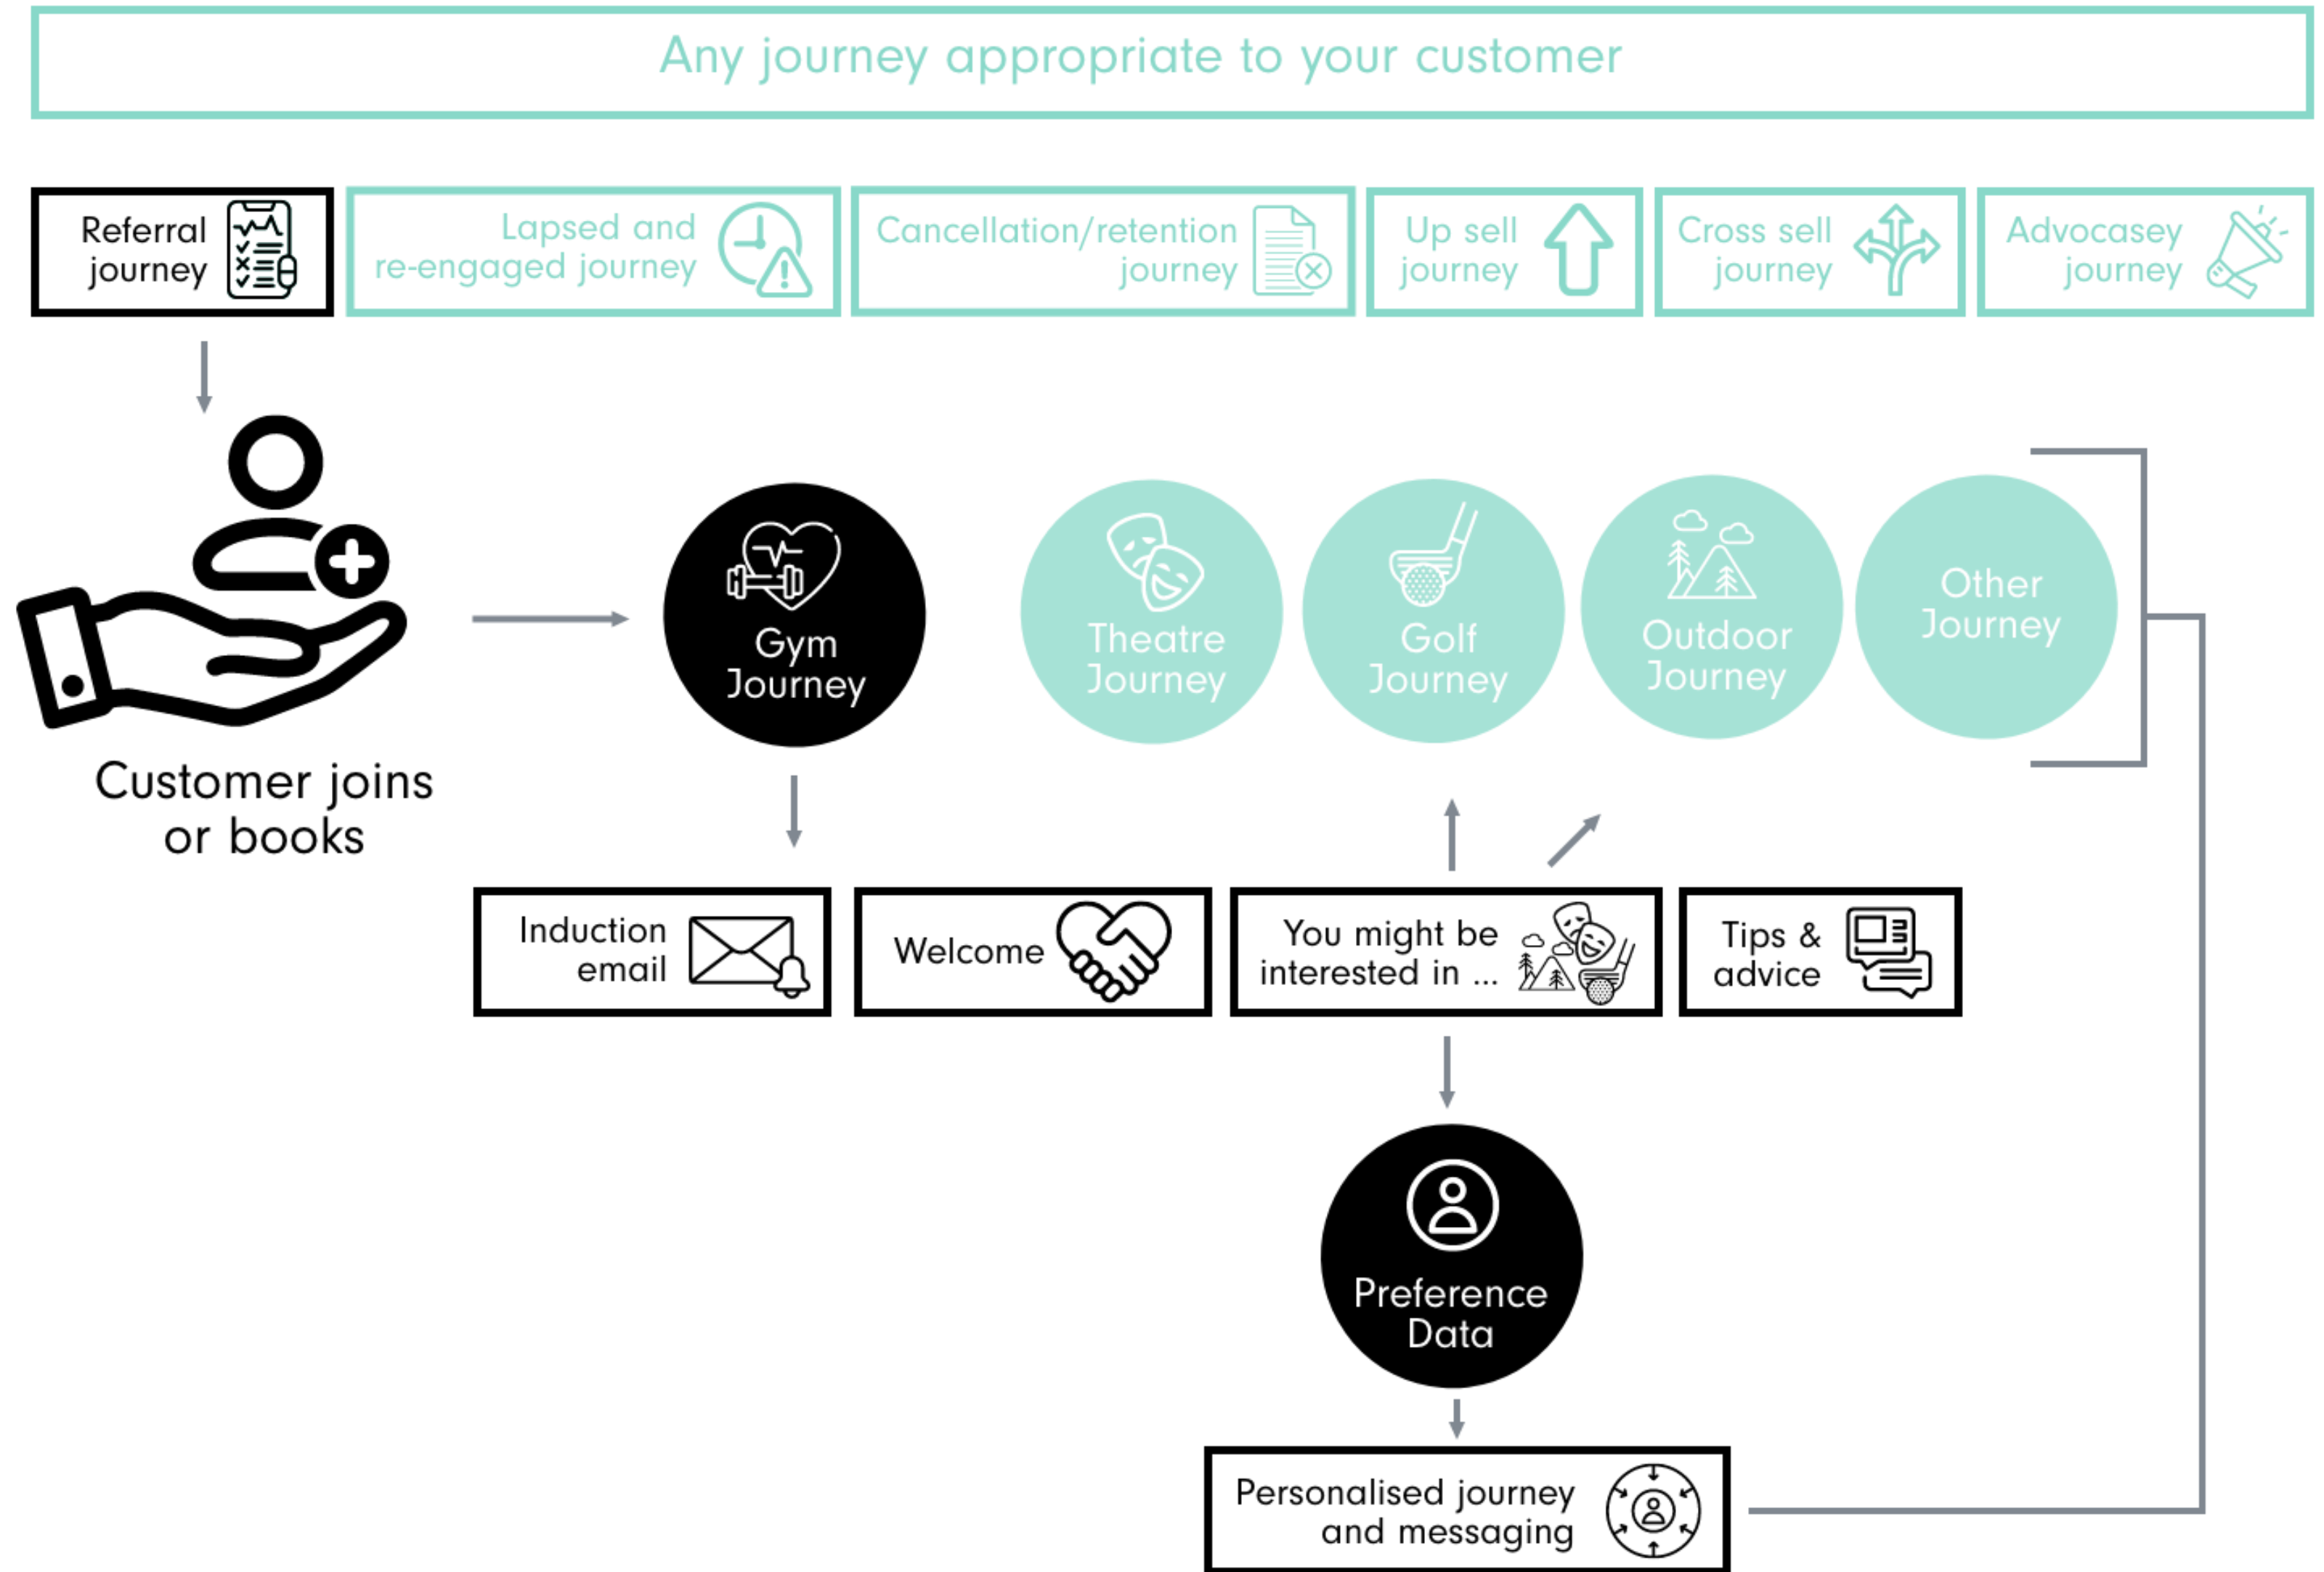 Any journey appropriate to your customer
Referral
journey
Lapsed and
re-engaged journey
Cancellation/retention
journey
Up sell
journey
Cross sell
journey
Advocasey
journey
Customer joins
or books
Gym
Journey
Theatre
Journey
Golf
Journey
Outdoor
Journey
Other
Journey
Induction
email
Welcome
You might be
interested in ...
Tips &
advice
Preference
Data
Personalised journey
and messaging